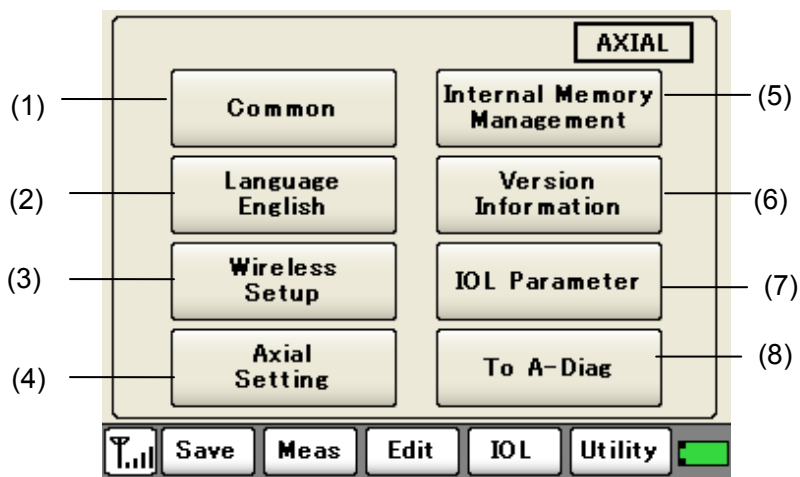 AXIAL
(1)
Common
Internal Memory
Management
(5)
(2)
Language
English
Version
Information
(6)
(3)
Wireless
Setup
IOL Parameter
(7)
(4)
Axial
Setting
To A-Diag
(8)
Save
Meas
Edit
IOL
Utility